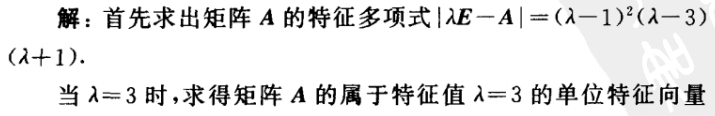 解：首先求出矩阵 A 的特征多项式|λE－A|＝(λ－1)²(λ－3)
(λ＋1).
当 λ＝3 时,求得矩阵 A 的属于特征值 λ＝3 的单位特征向量